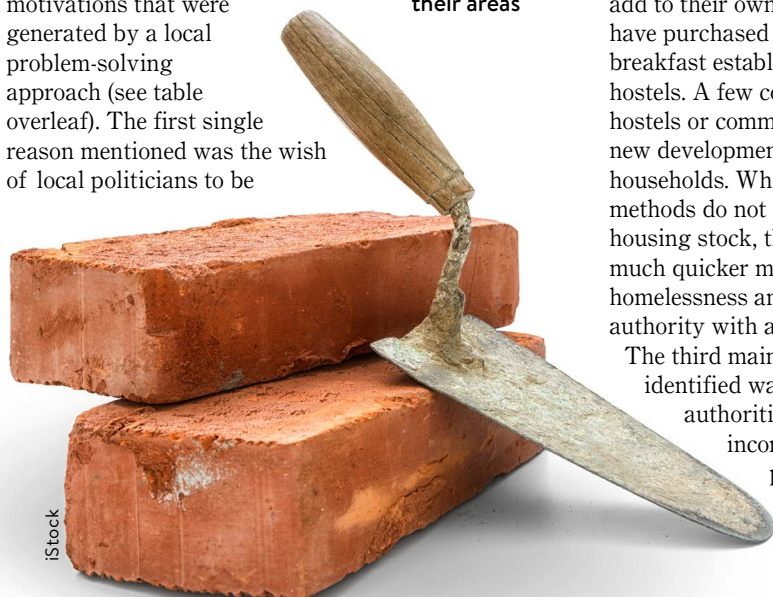 motivations that were
generated by a local
problem-solving
approach (see table
overleaf). The first single
reason mentioned was the wish
of local politicians to be
their areas
add to their own
have purchased
breakfast establ
hostels. A few co
hostels or comm
new developmen
households. Wh
methods do not
housing stock, th
much quicker m
homelessness an
authority with a
The third main
identified wa
authoriti
incor
iStock